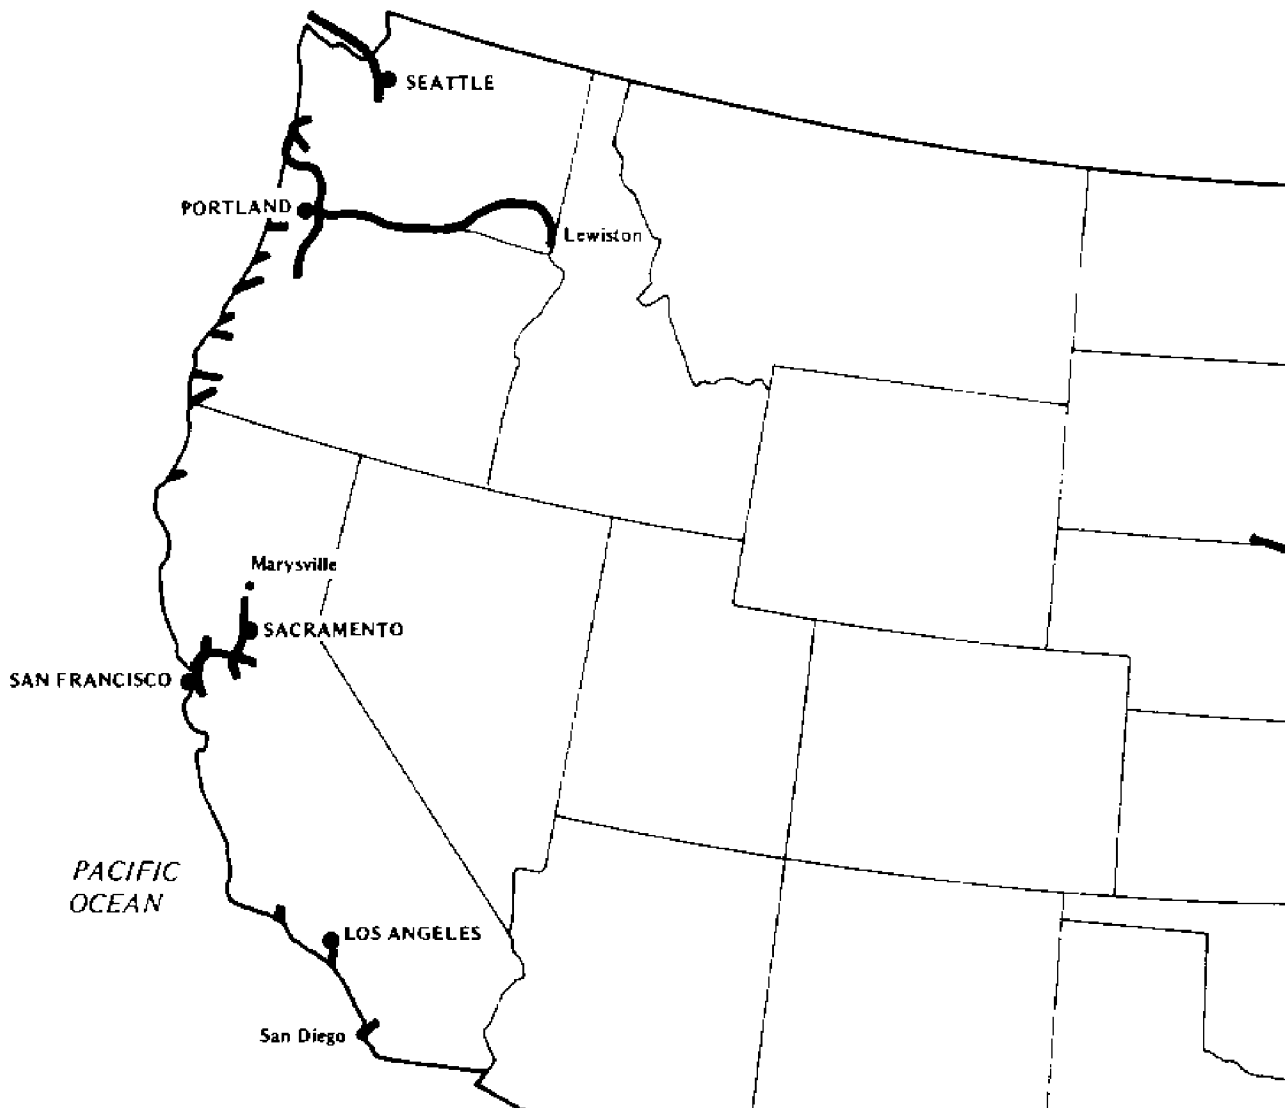 SEATTLE
PORTLAND
Lewiston
Marysville
SACRAMENTO
SAN FRANCISCO
PACIFIC
OCEAN
LOS ANGELES
San Diego